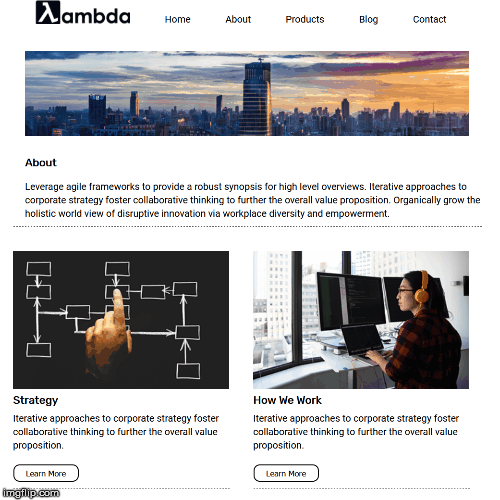 λambda
Home About Products Blog Contact
About
Leverage agile frameworks to provide a robust synopsis for high level overviews. Iterative approaches to
corporate strategy foster collaborative thinking to further the overall value proposition. Organically grow the
holistic world view of disruptive innovation via workplace diversity and empowerment.
Strategy
Iterative approaches to corporate strategy foster
collaborative thinking to further the overall value
proposition.
Learn More
How We Work
Iterative approaches to corporate strategy foster
collaborative thinking to further the overall value
proposition.
Learn More
imgflip.com